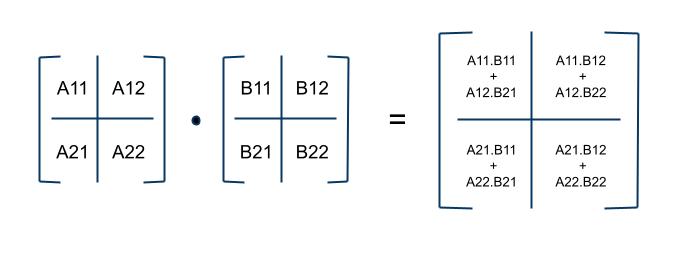 A11 A12
A21 A22
•
B11 B12
B21 B22
=
A11.B11
+
A12.B21
A11.B12
+
A12.B22
A21.B11
+
A22.B21
A21.B12
+
A22.B22